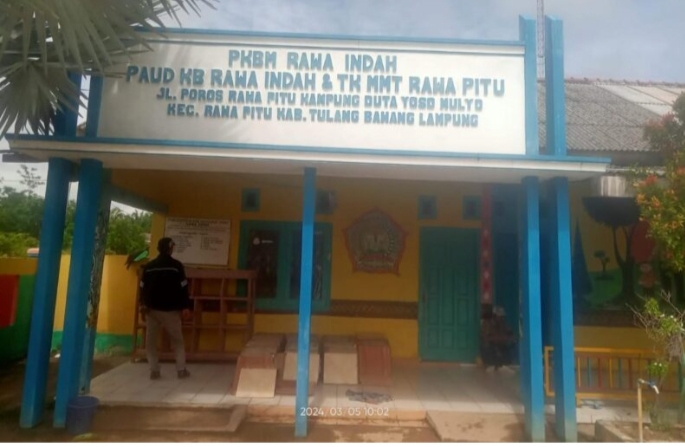 PKBM RAWA INDAH
PAUD KB RAWA INDAH & TK MMT RAWA PITU
JL. POROS RAWA PITU KAMPUNG DUTA YOSO MULYO
KEC. RAWA PITU KAB. TULANG BAWANG LAMPUNG
2024. 03. 05 10:02